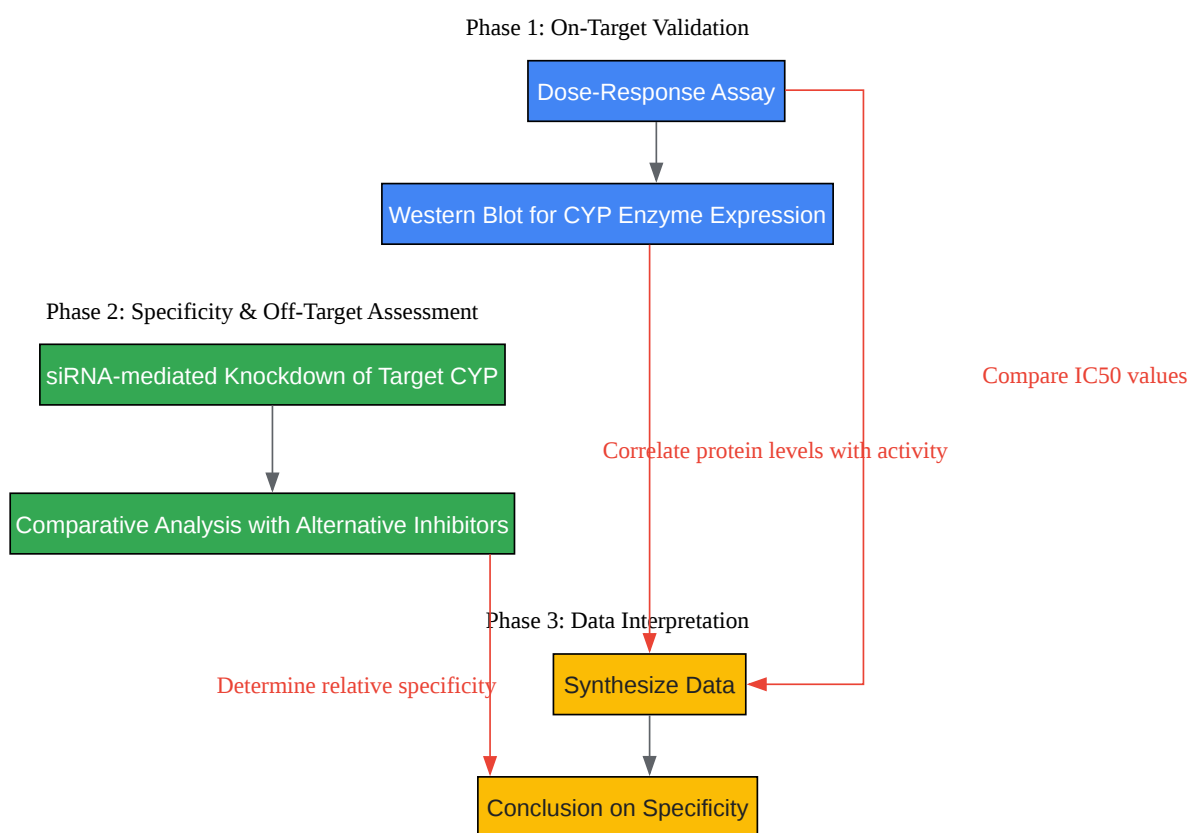 Phase 1: On-Target Validation
Dose-Response Assay
Western Blot for CYP Enzyme Expression
Phase 2: Specificity & Off-Target Assessment
siRNA-mediated Knockdown of Target CYP
Compare IC50 values
Correlate protein levels with activity
Comparative Analysis with Alternative Inhibitors
Phase 3: Data Interpretation
Determine relative specificity
Synthesize Data
Conclusion on Specificity